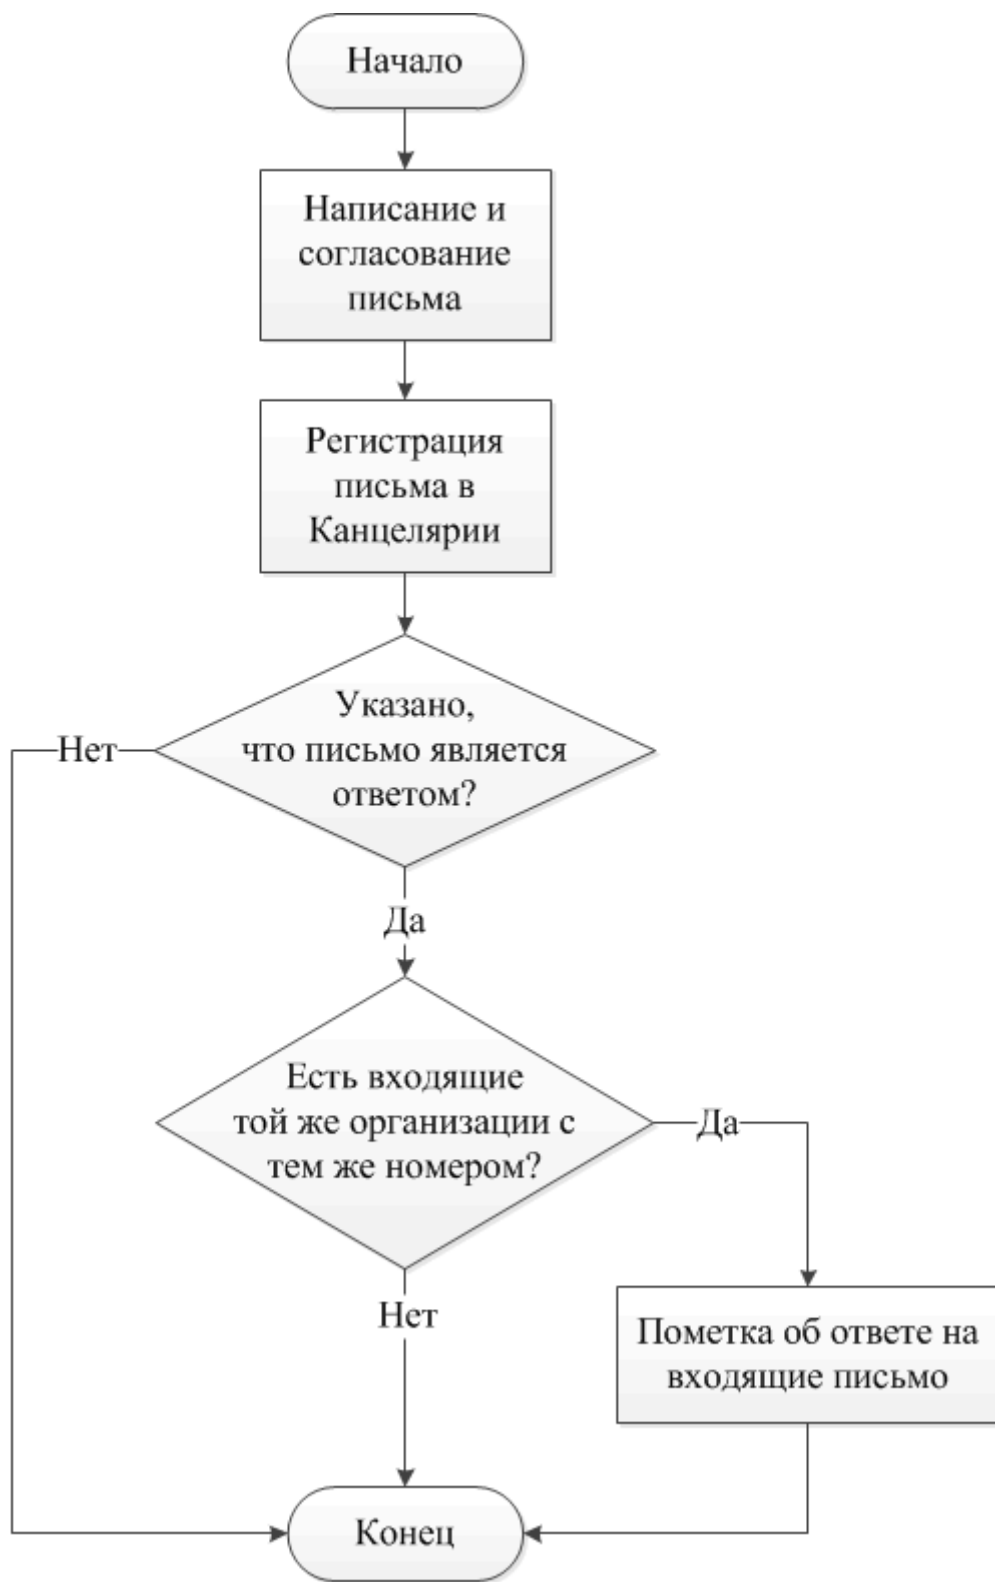 Начало
Написание и
согласование
письма
Регистрация
письма в
Канцелярии
Указано,
что письмо является
ответом?
Нет
Да
Есть входящие
той же организации с
тем же номером?
Да
Нет
Пометка об ответе на
входящие письмо
Конец